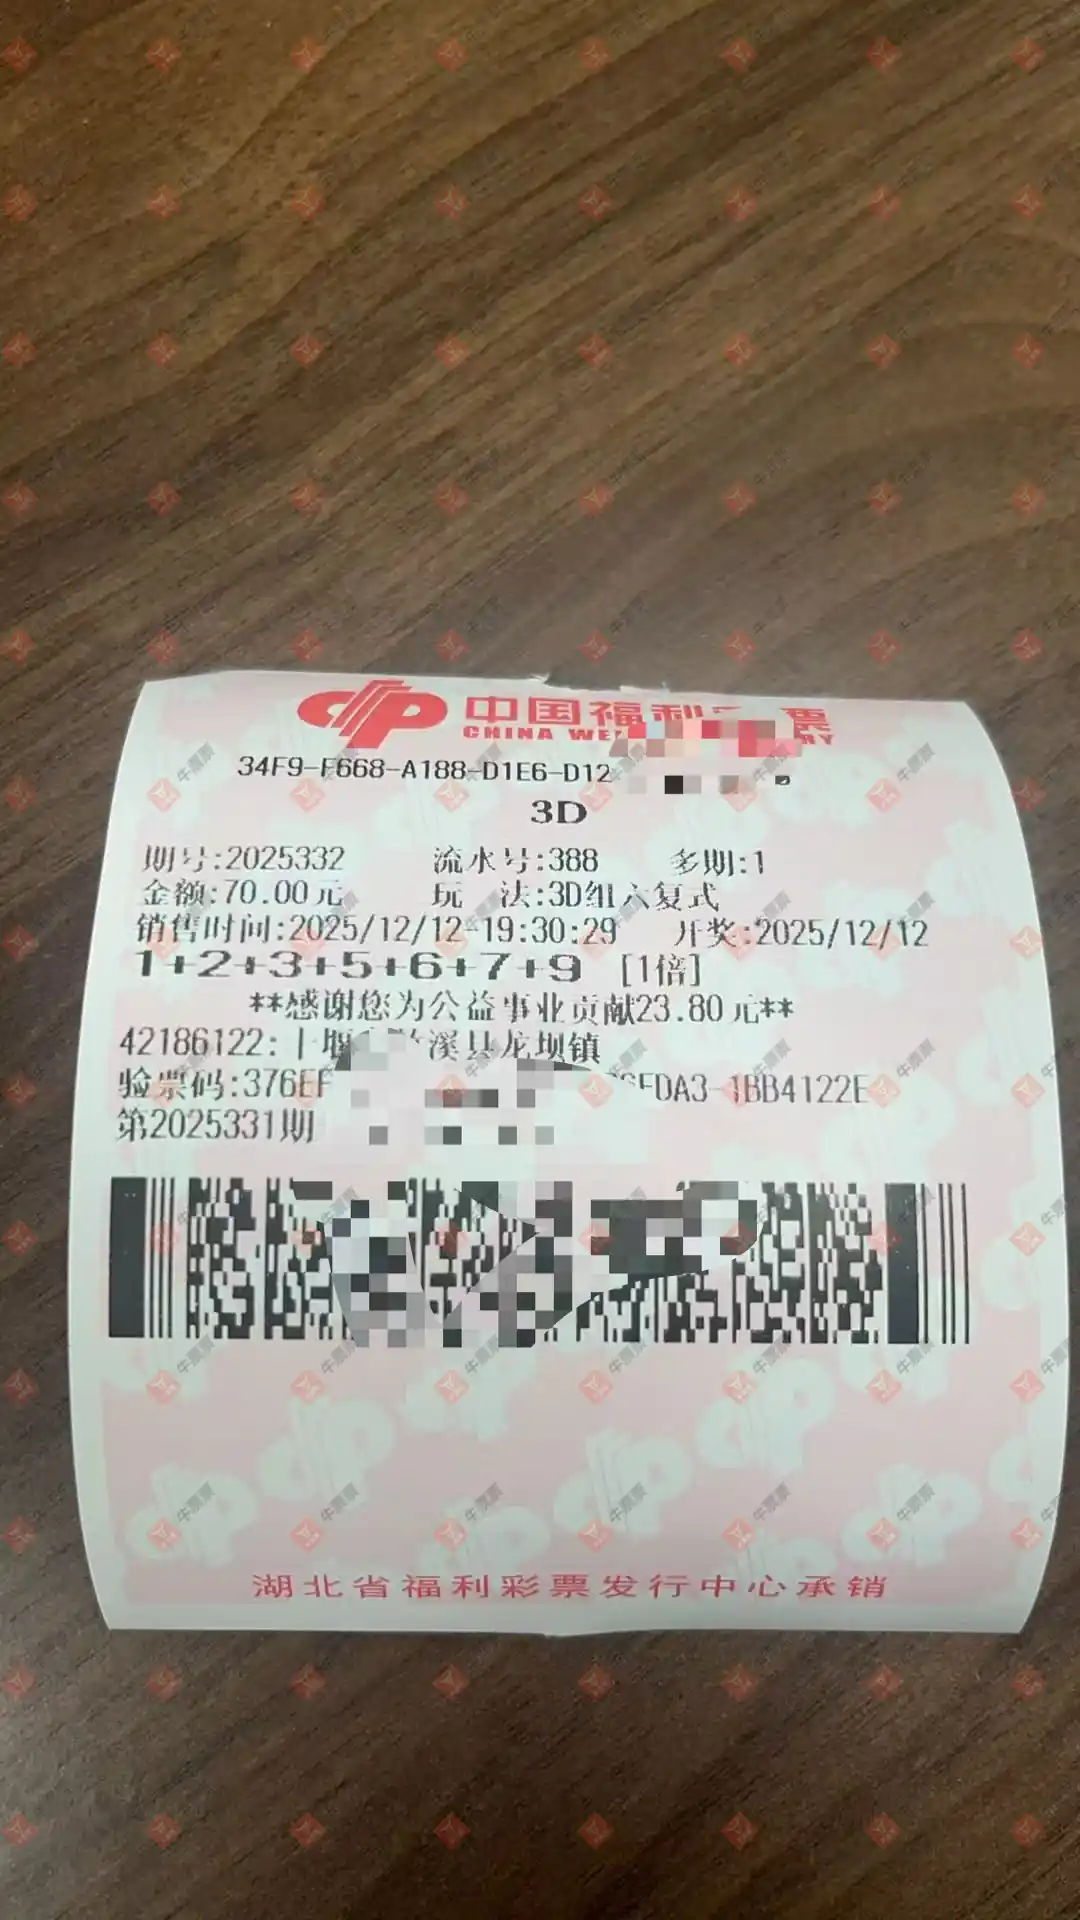 中国福利 票
CHINA WE RY
34F9-F668-A188-D1E6-D12
3D
期号:2025332 流水号:388 多期:1
金额:70.00元 玩 法:3D组六复式
销售时间:2025/12/12-19:30:29 开奖:2025/12/12
1+2+3+5+6+7+9 [1倍]
**感谢您为公益事业贡献23.80元**
42186122: 堰 溪县龙坝镇
验票码:376EF FDA3-1BB4122E
第2025331期
湖北省福利彩票发行中心承销
牛票票